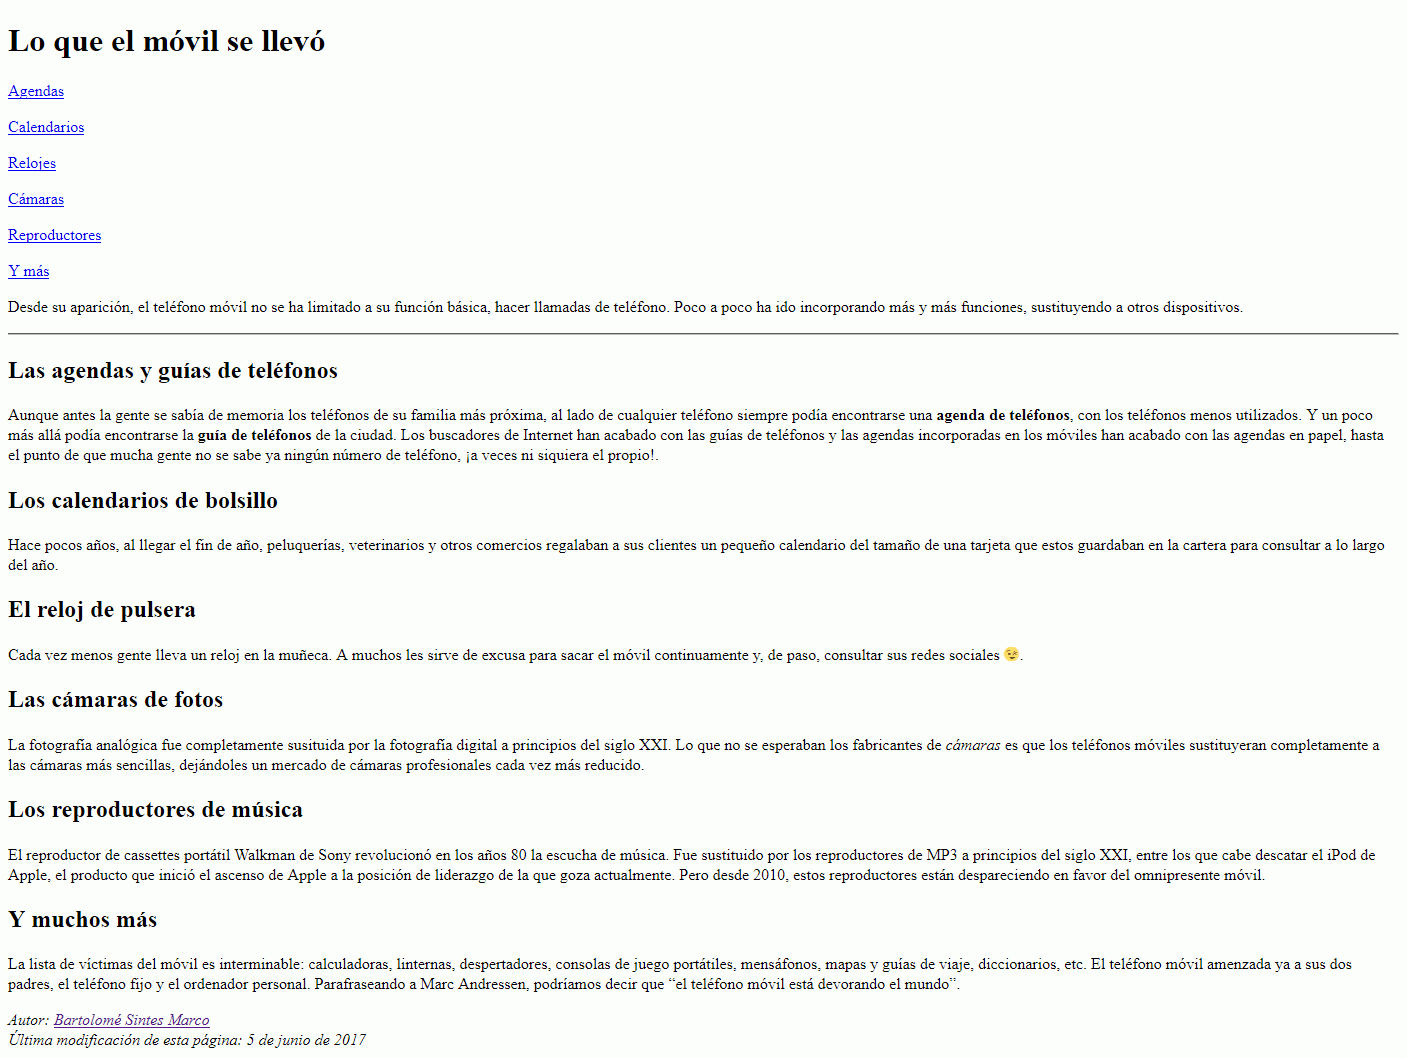 Lo que el móvil se llevó
Agendas
Calendarios
Relojes
Cámaras
Reproductores
Y más
Desde su aparición, el teléfono móvil no se ha limitado a su función básica, hacer llamadas de teléfono. Poco a poco ha ido incorporando más y más funciones, sustituyendo a otros dispositivos.
Las agendas y guías de teléfonos
Aunque antes la gente se sabía de memoria los teléfonos de su familia más próxima, al lado de cualquier teléfono siempre podía encontrarse una agenda de teléfonos, con los teléfonos menos utilizados. Y un poco
más allá podía encontrarse la guía de teléfonos de la ciudad. Los buscadores de Internet han acabado con las guías de teléfonos y las agendas incorporadas en los móviles han acabado con las agendas en papel, hasta
el punto de que mucha gente no se sabe ya ningún número de teléfono, ¡a veces ni siquiera el propio!.
Los calendarios de bolsillo
Hace pocos años, al llegar el fin de año, peluquerías, veterinarios y otros comercios regalaban a sus clientes un pequeño calendario del tamaño de una tarjeta que estos guardaban en la cartera para consultar a lo largo
del año.
El reloj de pulsera
Cada vez menos gente lleva un reloj en la muñeca. A muchos les sirve de excusa para sacar el móvil continuamente y, de paso, consultar sus redes sociales 😉.
Las cámaras de fotos
La fotografía analógica fue completamente susituida por la fotografía digital a principios del siglo XXI. Lo que no se esperaban los fabricantes de cámaras es que los teléfonos móviles sustituyeran completamente a
las cámaras más sencillas, dejándoles un mercado de cámaras profesionales cada vez más reducido.
Los reproductores de música
El reproductor de cassettes portátil Walkman de Sony revolucionó en los años 80 la escucha de música. Fue sustituido por los reproductores de MP3 a principios del siglo XXI, entre los que cabe descatar el iPod de
Apple, el producto que inició el ascenso de Apple a la posición de liderazgo de la que goza actualmente. Pero desde 2010, estos reproductores están despareciendo en favor del omnipresente móvil.
Y muchos más
La lista de víctimas del móvil es interminable: calculadoras, linternas, despertadores, consolas de juego portátiles, mensáfonos, mapas y guías de viaje, diccionarios, etc. El teléfono móvil amenzada ya a sus dos
padres, el teléfono fijo y el ordenador personal. Parafraseando a Marc Andressen, podríamos decir que “el teléfono móvil está devorando el mundo”.
Autor: Bartolomé Sintes Marco
Última modificación de esta página: 5 de junio de 2017